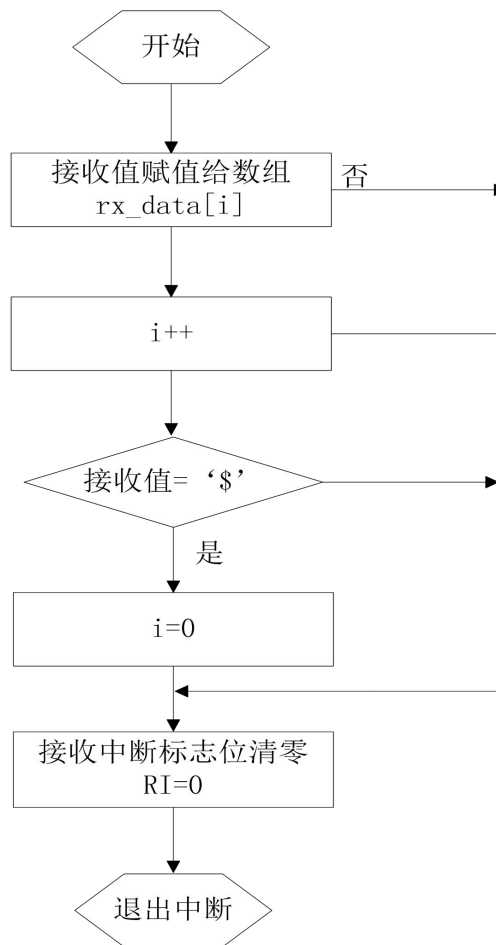 开始
接收值赋值给数组
rx_data[i]
否
i++
接收值= ‘$’
是
i=0
接收中断标志位清零
RI=0
退出中断